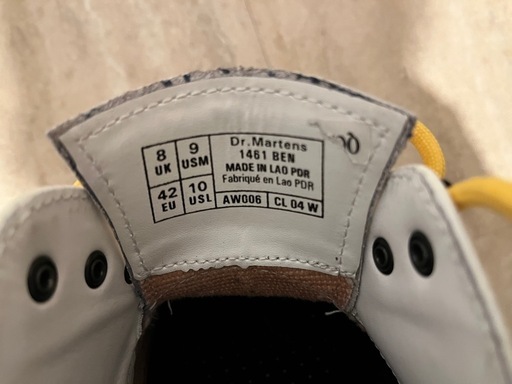 8 UK
9 USM
42 EU
10 USL
Dr.Martens
1461 BEN
MADE IN LAO PDR
Fabriqué en Lao PDR
AW006
CL 04 W